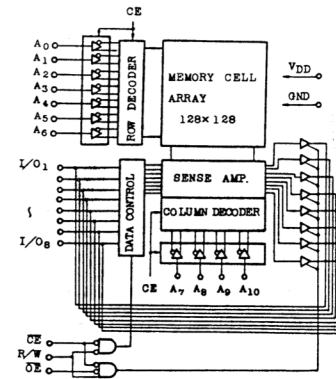 CE
A0
A1
A2
A3
A4
A5
A6
ROW DECODER
MEMORY CELL
ARRAY
128×128
VDD
GND
I/O1
I/O8
DATA CONTROL
SENSE AMP.
COLUMN DECODER
CE
A7 A8 A9 A10
CE
R/W
OE